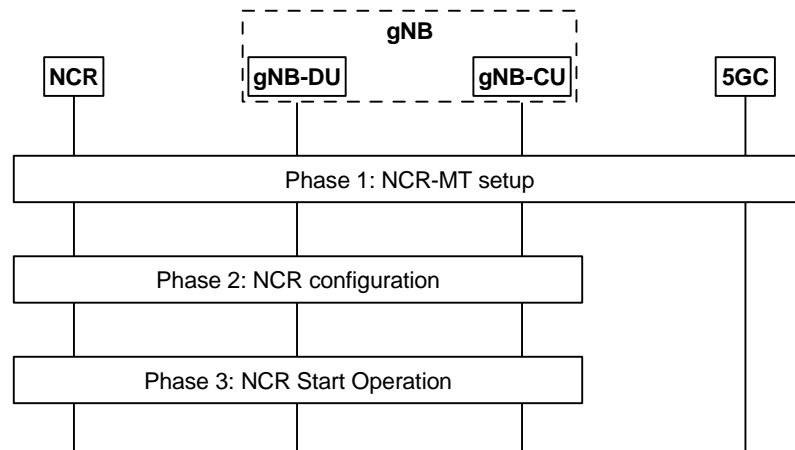 gNB
NCR
gNB-DU
gNB-CU
5GC
Phase 1: NCR-MT setup
Phase 2: NCR configuration
Phase 3: NCR Start Operation